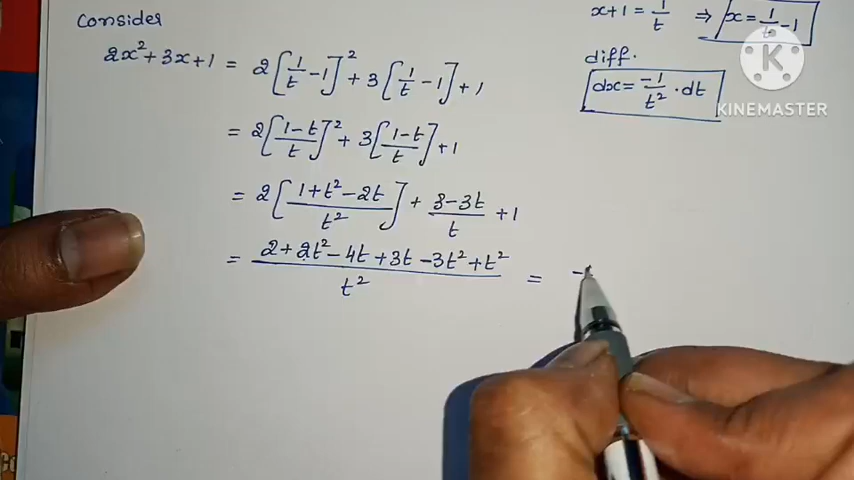 Consider
2x² + 3x + 1 = 2[1/t - 1]² + 3[1/t - 1] + 1
= 2[(1-t)/t]² + 3[(1-t)/t] + 1
= 2[(1+t²-2t)/t²] + (3-3t)/t + 1
= (2 + 2t² - 4t + 3t - 3t² + t²)/t² = -
x+1 = 1/t ⇒ x = 1/t - 1
diff.
dx = -1/t² · dt
K
KINEMASTER